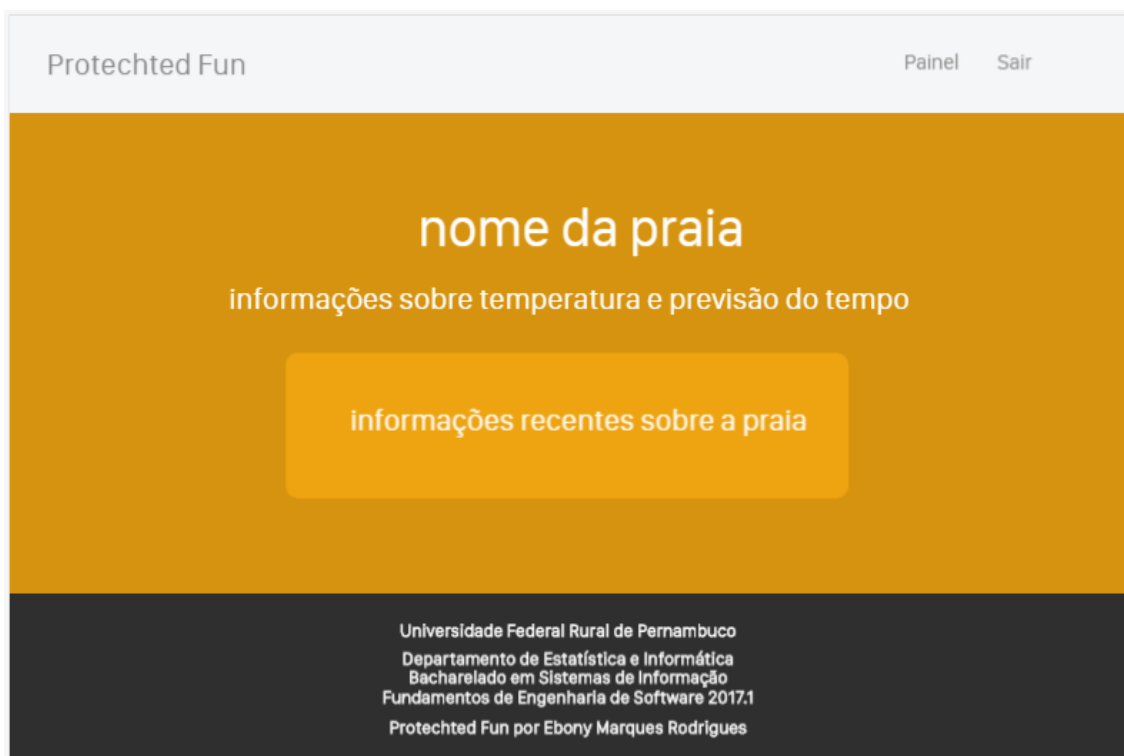 Protechted Fun
Painel
Sair
nome da praia
informações sobre temperatura e previsão do tempo
informações recentes sobre a praia
Universidade Federal Rural de Pernambuco
Departamento de Estatística e Informática
Bacharelado em Sistemas de Informação
Fundamentos de Engenharia de Software 2017.1
Protechted Fun por Ebony Marques Rodrigues